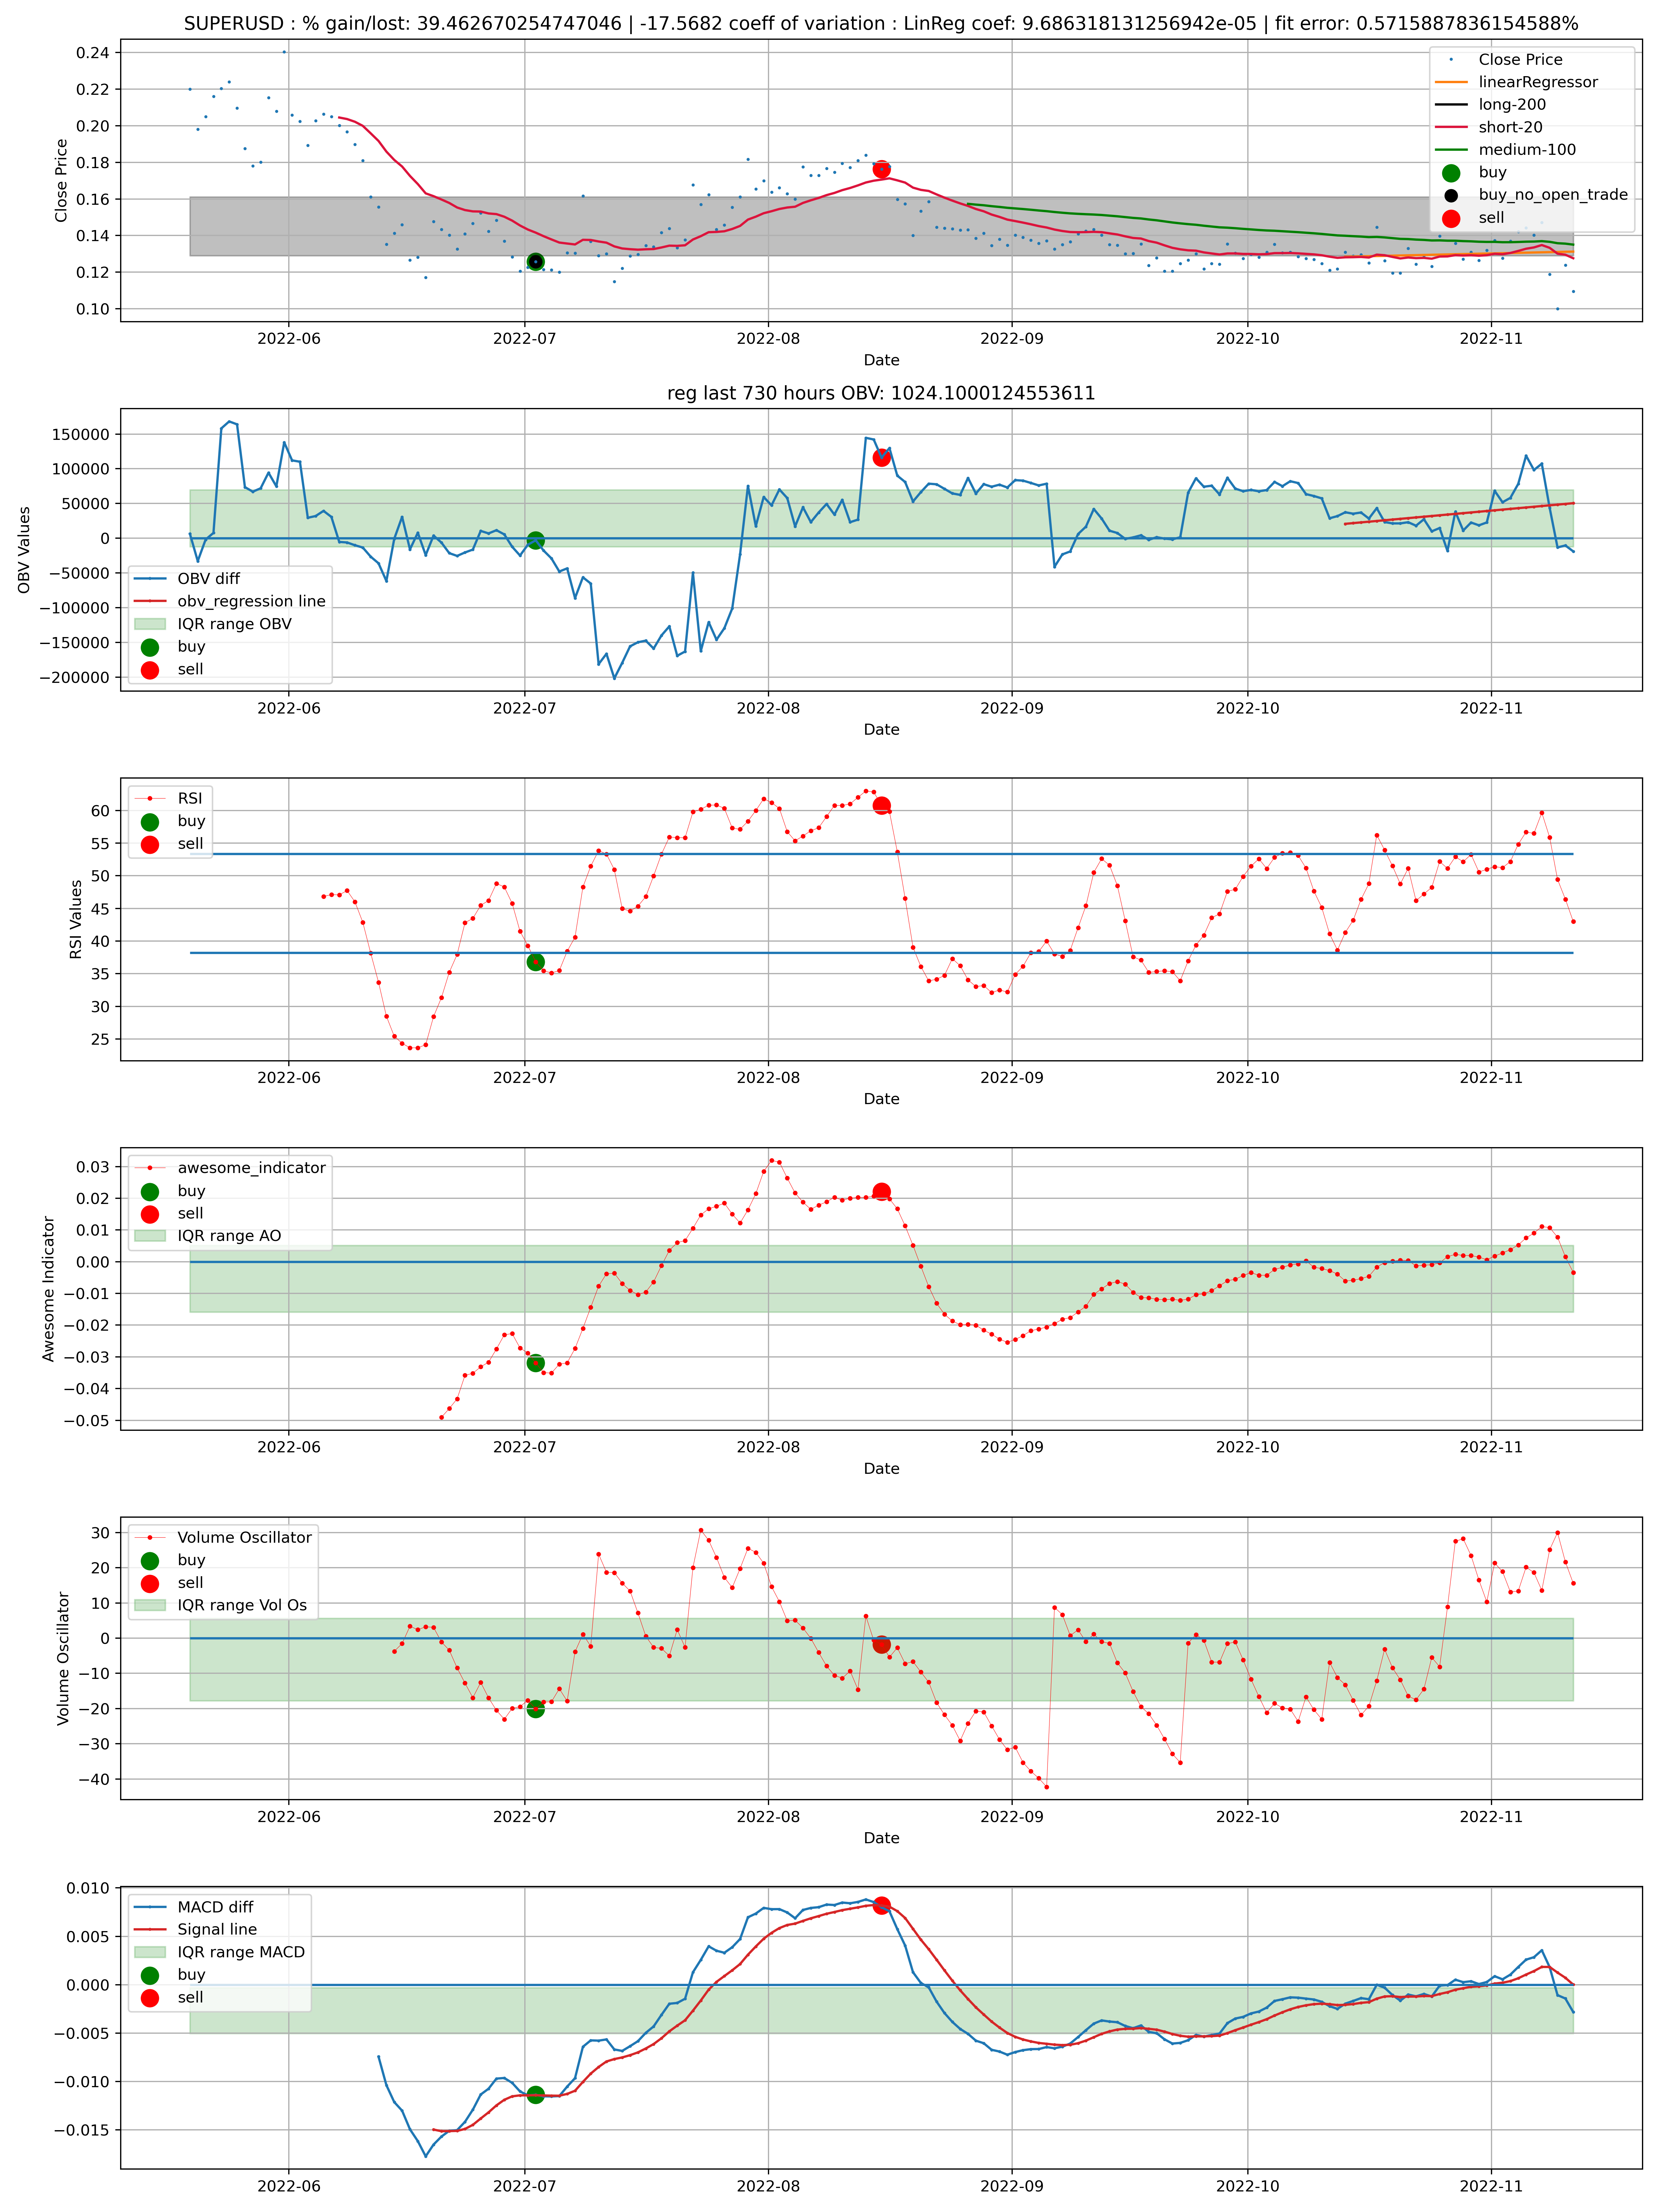 SUPERUSD : % gain/lost: 39.462670254747046 | -17.5682 coeff of variation : LinReg coef: 9.686318131256942e-05 | fit error: 0.5715887836154588%
0.24
0.22
0.20
0.18
0.16
0.14
0.12
0.10
Close Price
Close Price
linearRegressor
long-200
short-20
medium-100
buy
buy_no_open_trade
sell
2022-06
2022-07
2022-08
2022-09
2022-10
2022-11
Date
reg last 730 hours OBV: 1024.1000124553611
150000
100000
50000
0
−50000
−100000
−150000
−200000
OBV Values
OBV diff
obv_regression line
IQR range OBV
buy
sell
2022-06
2022-07
2022-08
2022-09
2022-10
2022-11
Date
60
55
50
45
40
35
30
25
RSI Values
RSI
buy
sell
2022-06
2022-07
2022-08
2022-09
2022-10
2022-11
Date
0.03
0.02
0.01
0.00
−0.01
−0.02
−0.03
−0.04
−0.05
Awesome Indicator
awesome_indicator
buy
sell
IQR range AO
2022-06
2022-07
2022-08
2022-09
2022-10
2022-11
Date
30
20
10
0
−10
−20
−30
−40
Volume Oscillator
Volume Oscillator
buy
sell
IQR range Vol Os
2022-06
2022-07
2022-08
2022-09
2022-10
2022-11
Date
0.010
0.005
0.000
−0.005
−0.010
−0.015
MACD diff
Signal line
IQR range MACD
buy
sell
2022-06
2022-07
2022-08
2022-09
2022-10
2022-11